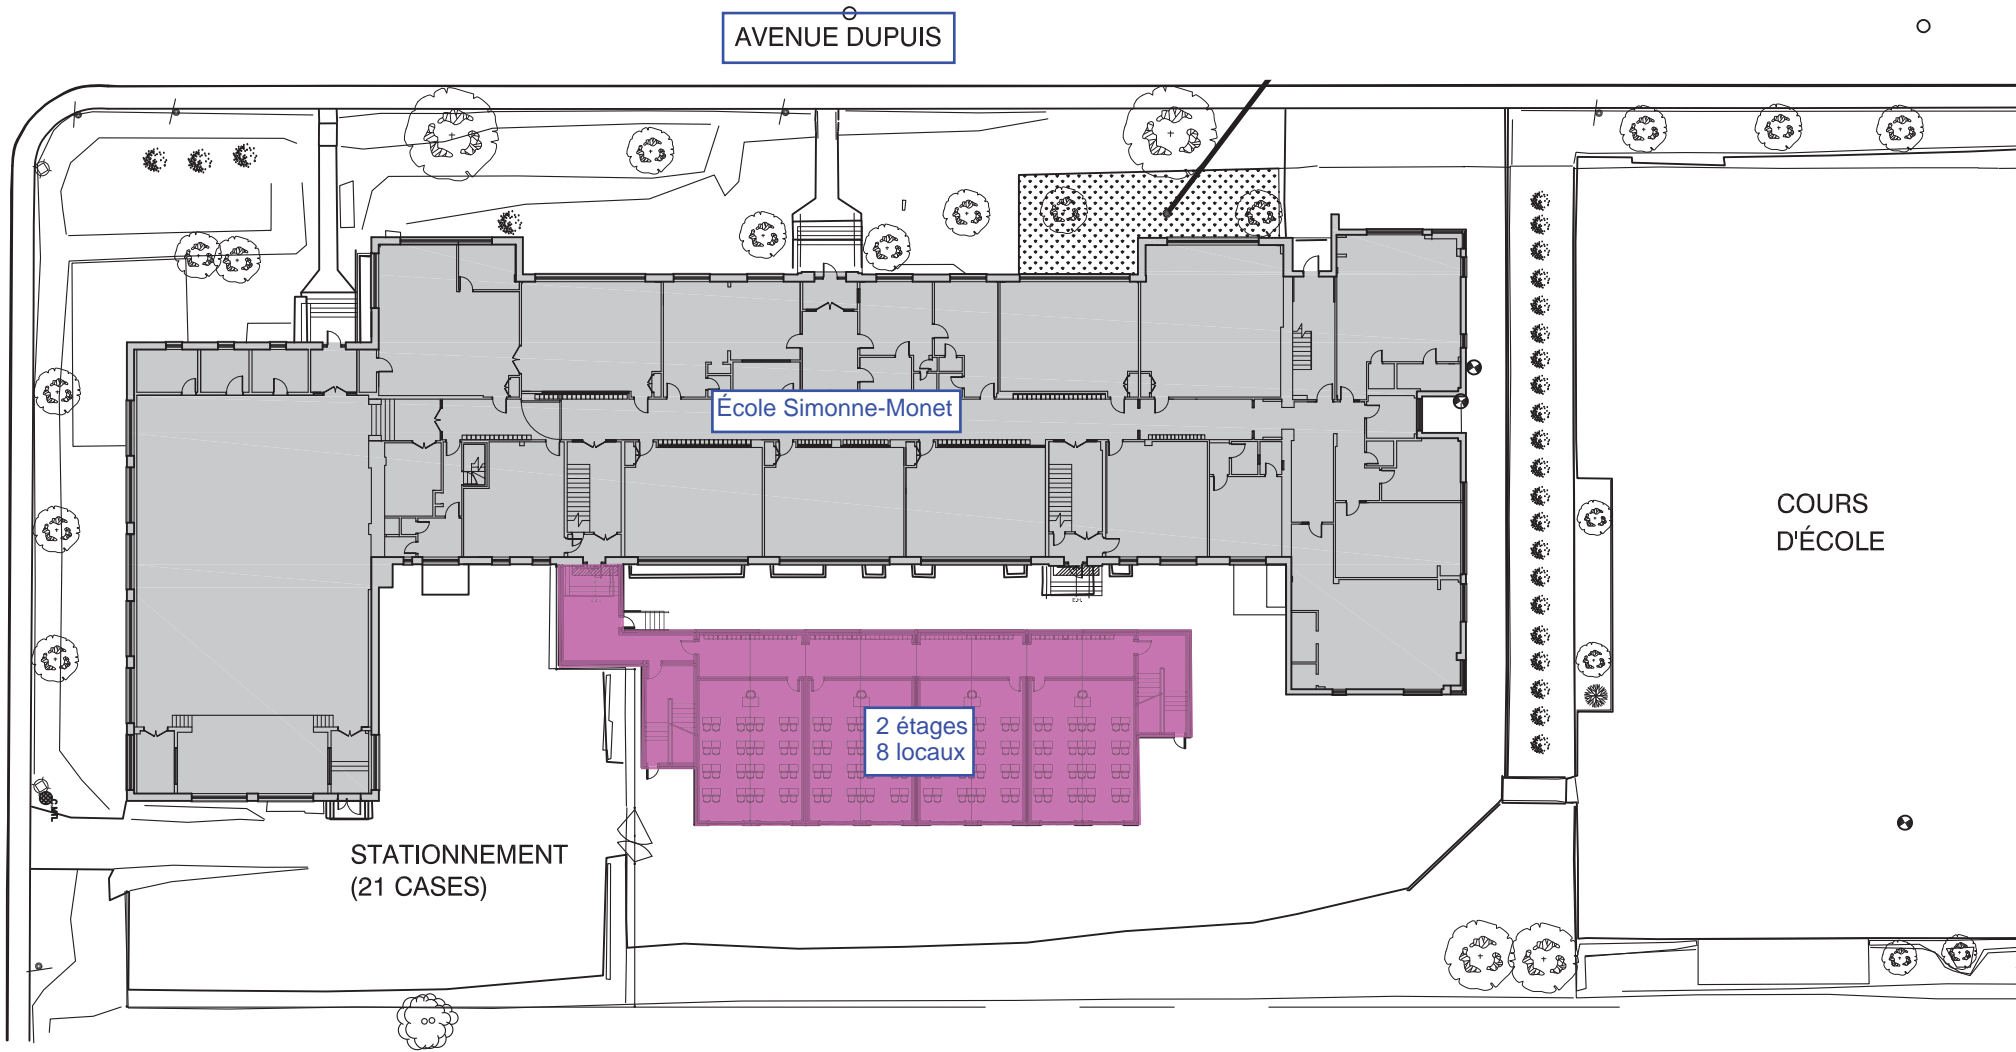 AVENUE DUPUIS
École Simonne-Monet
COURS
D'ÉCOLE
2 étages
8 locaux
STATIONNEMENT
(21 CASES)